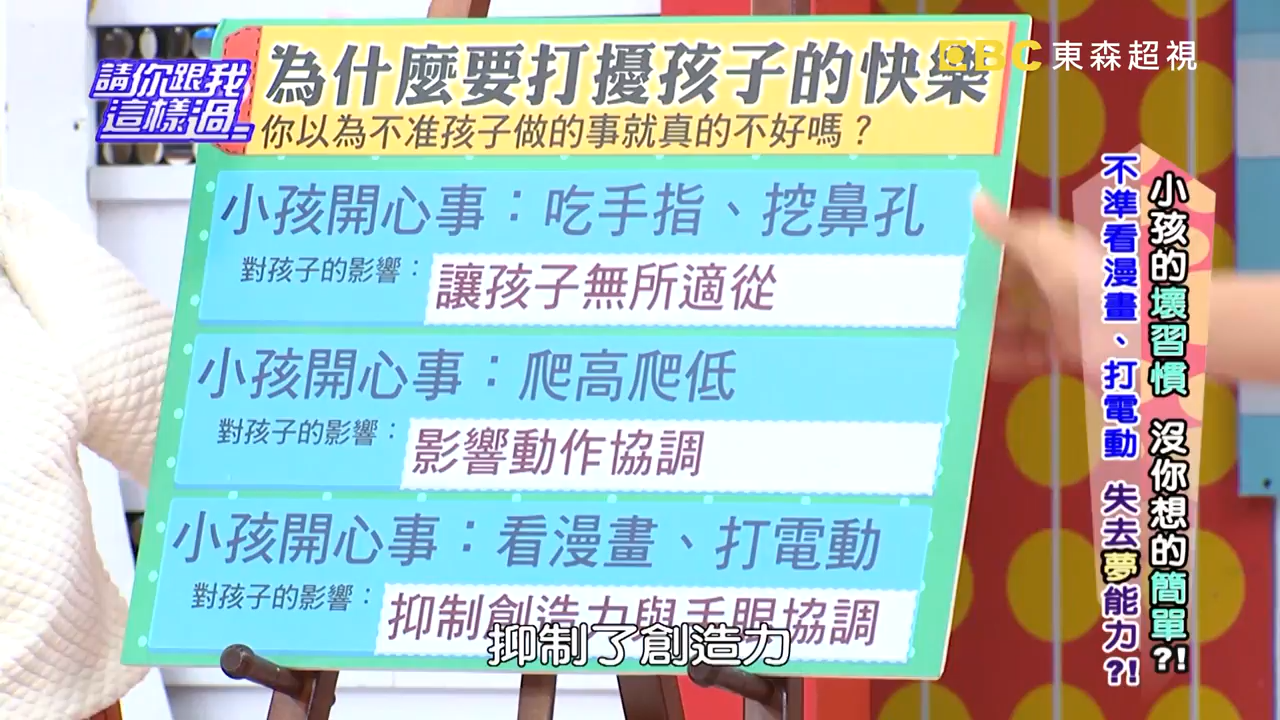 請你跟我
這樣過
EBC 東森超視
為什麼要打擾孩子的快樂
你以為不准孩子做的事就真的不好嗎？
小孩開心事：吃手指、挖鼻孔
對孩子的影響：讓孩子無所適從
小孩開心事：爬高爬低
對孩子的影響：影響動作協調
小孩開心事：看漫畫、打電動
對孩子的影響：抑制創造力與手眼協調
抑制了創造力
小孩的壞習慣 沒你想的簡單?!
不準看漫畫、打電動 失去夢能力?!